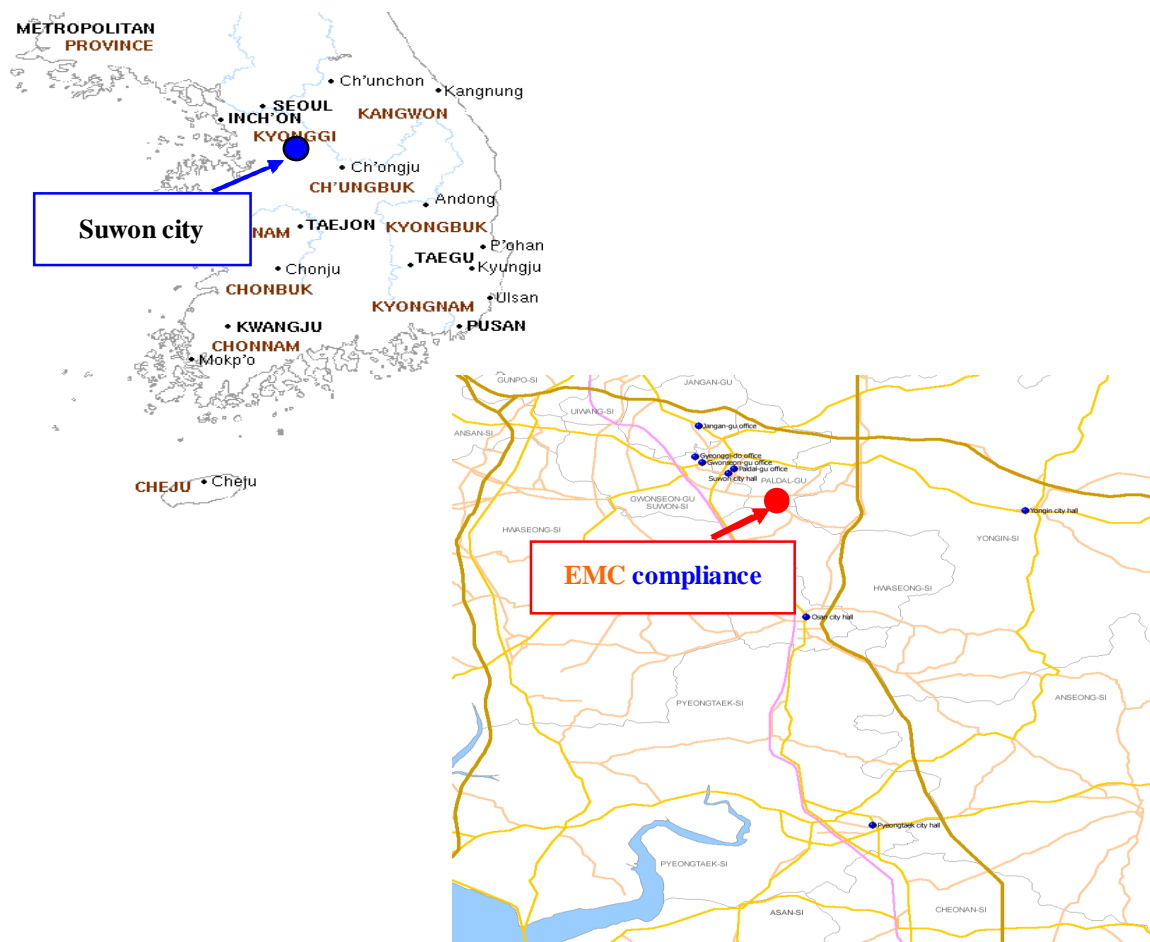 METROPOLITAN
PROVINCE
Ch'unchon
Kangnung
SEOUL
KANGWON
INCH'ON
KYONGGI
Ch'ongju
CH'UNGBUK
Andong
Suwon city
NAM
TAEJON
KYONGBUK
P'ohan
TAEGU
Kyungju
Chonju
CHONBUK
Ulsan
KYONGNAM
KWANGJU
PUSAN
CHONNAM
Mokp'o
CHEJU
Cheju
GUNPO-SI
JANGAN-GU
UIWANG-SI
Jangan-gu office
ANSAN-SI
Gyeonggi-do office
Gwonseon-gu office
Paldal-gu office
Suwon city hall
PALDAL-GU
GWONSEON-GU
SUWON-SI
Yongin city hall
HWASEONG-SI
YONGIN-SI
EMC compliance
HWASEONG-SI
Osan city hall
ANSEONG-SI
PYEONGTAEK-SI
Pyeongtaek city hall
PYEONGTAEK-SI
ASAN-SI
CHEONAN-SI